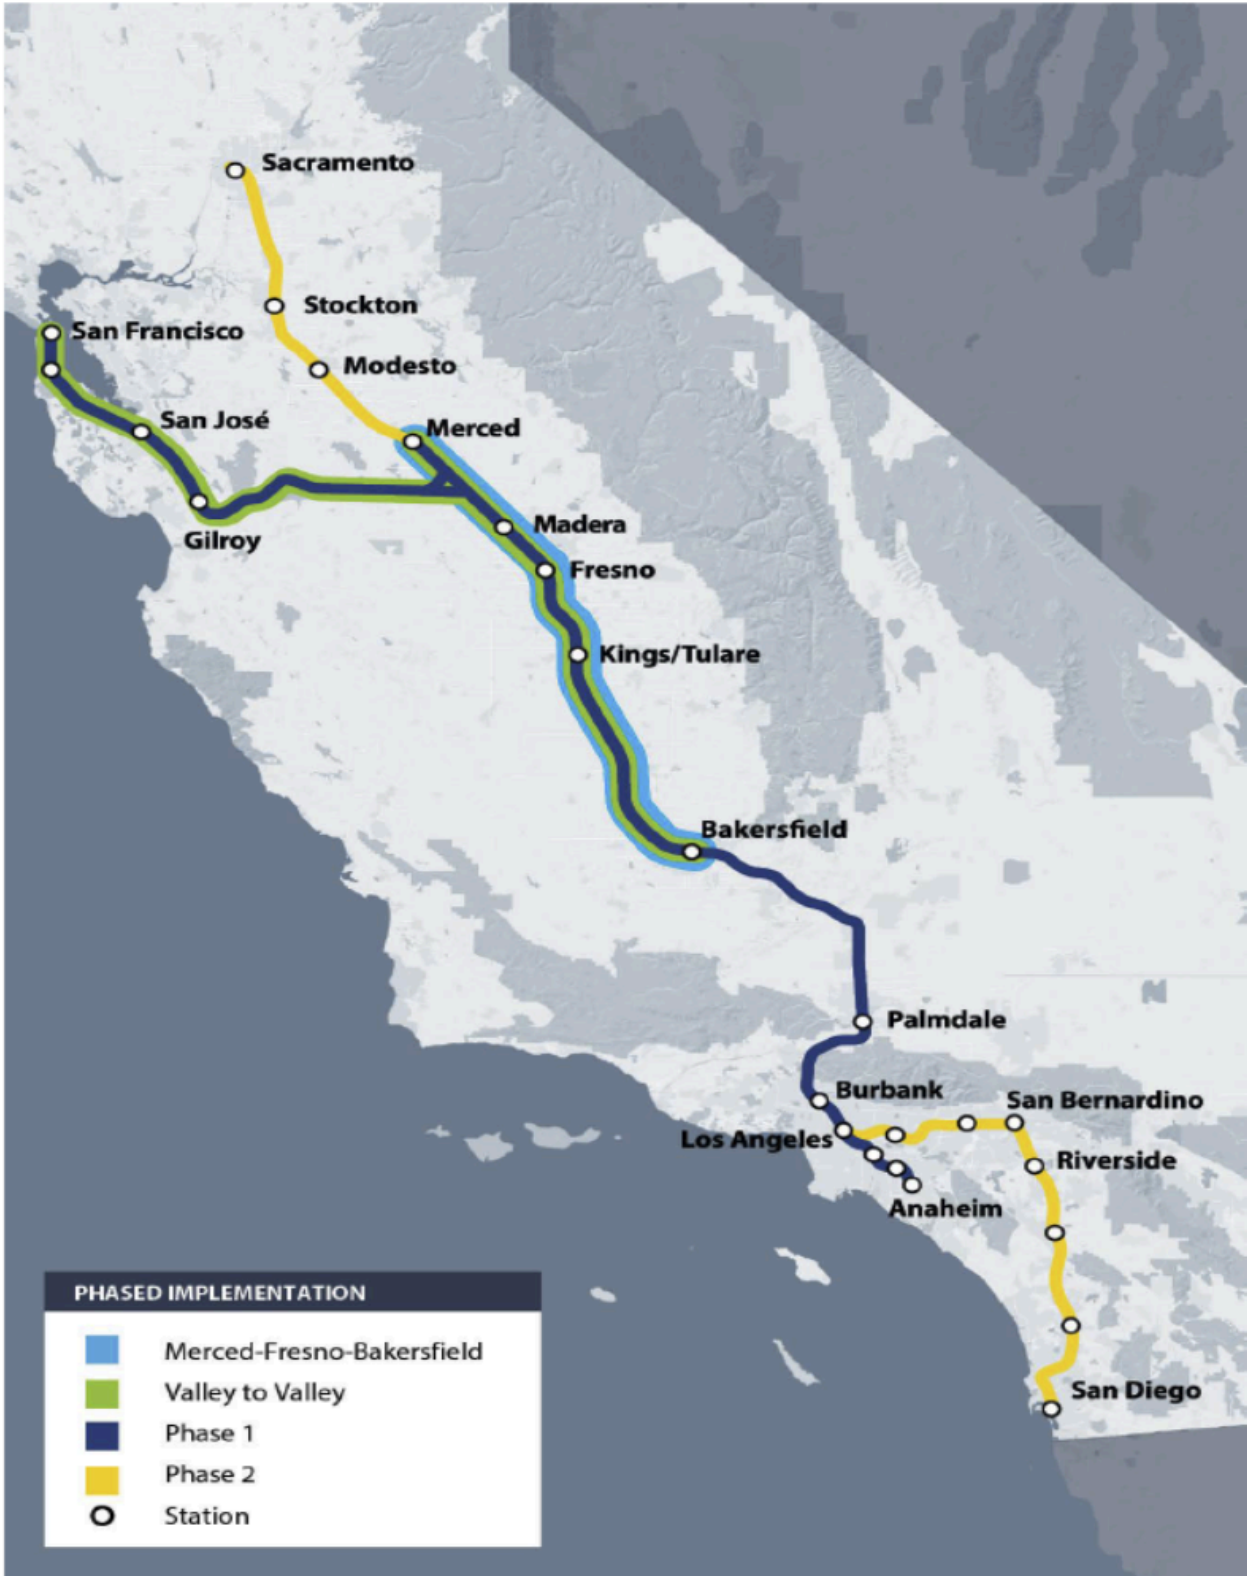 Sacramento
Stockton
San Francisco
Modesto
San José
Merced
Madera
Gilroy
Fresno
Kings/Tulare
Bakersfield
Palmdale
Burbank
San Bernardino
Los Angeles
Riverside
Anaheim
San Diego
PHASED IMPLEMENTATION
Merced-Fresno-Bakersfield
Valley to Valley
Phase 1
Phase 2
Station